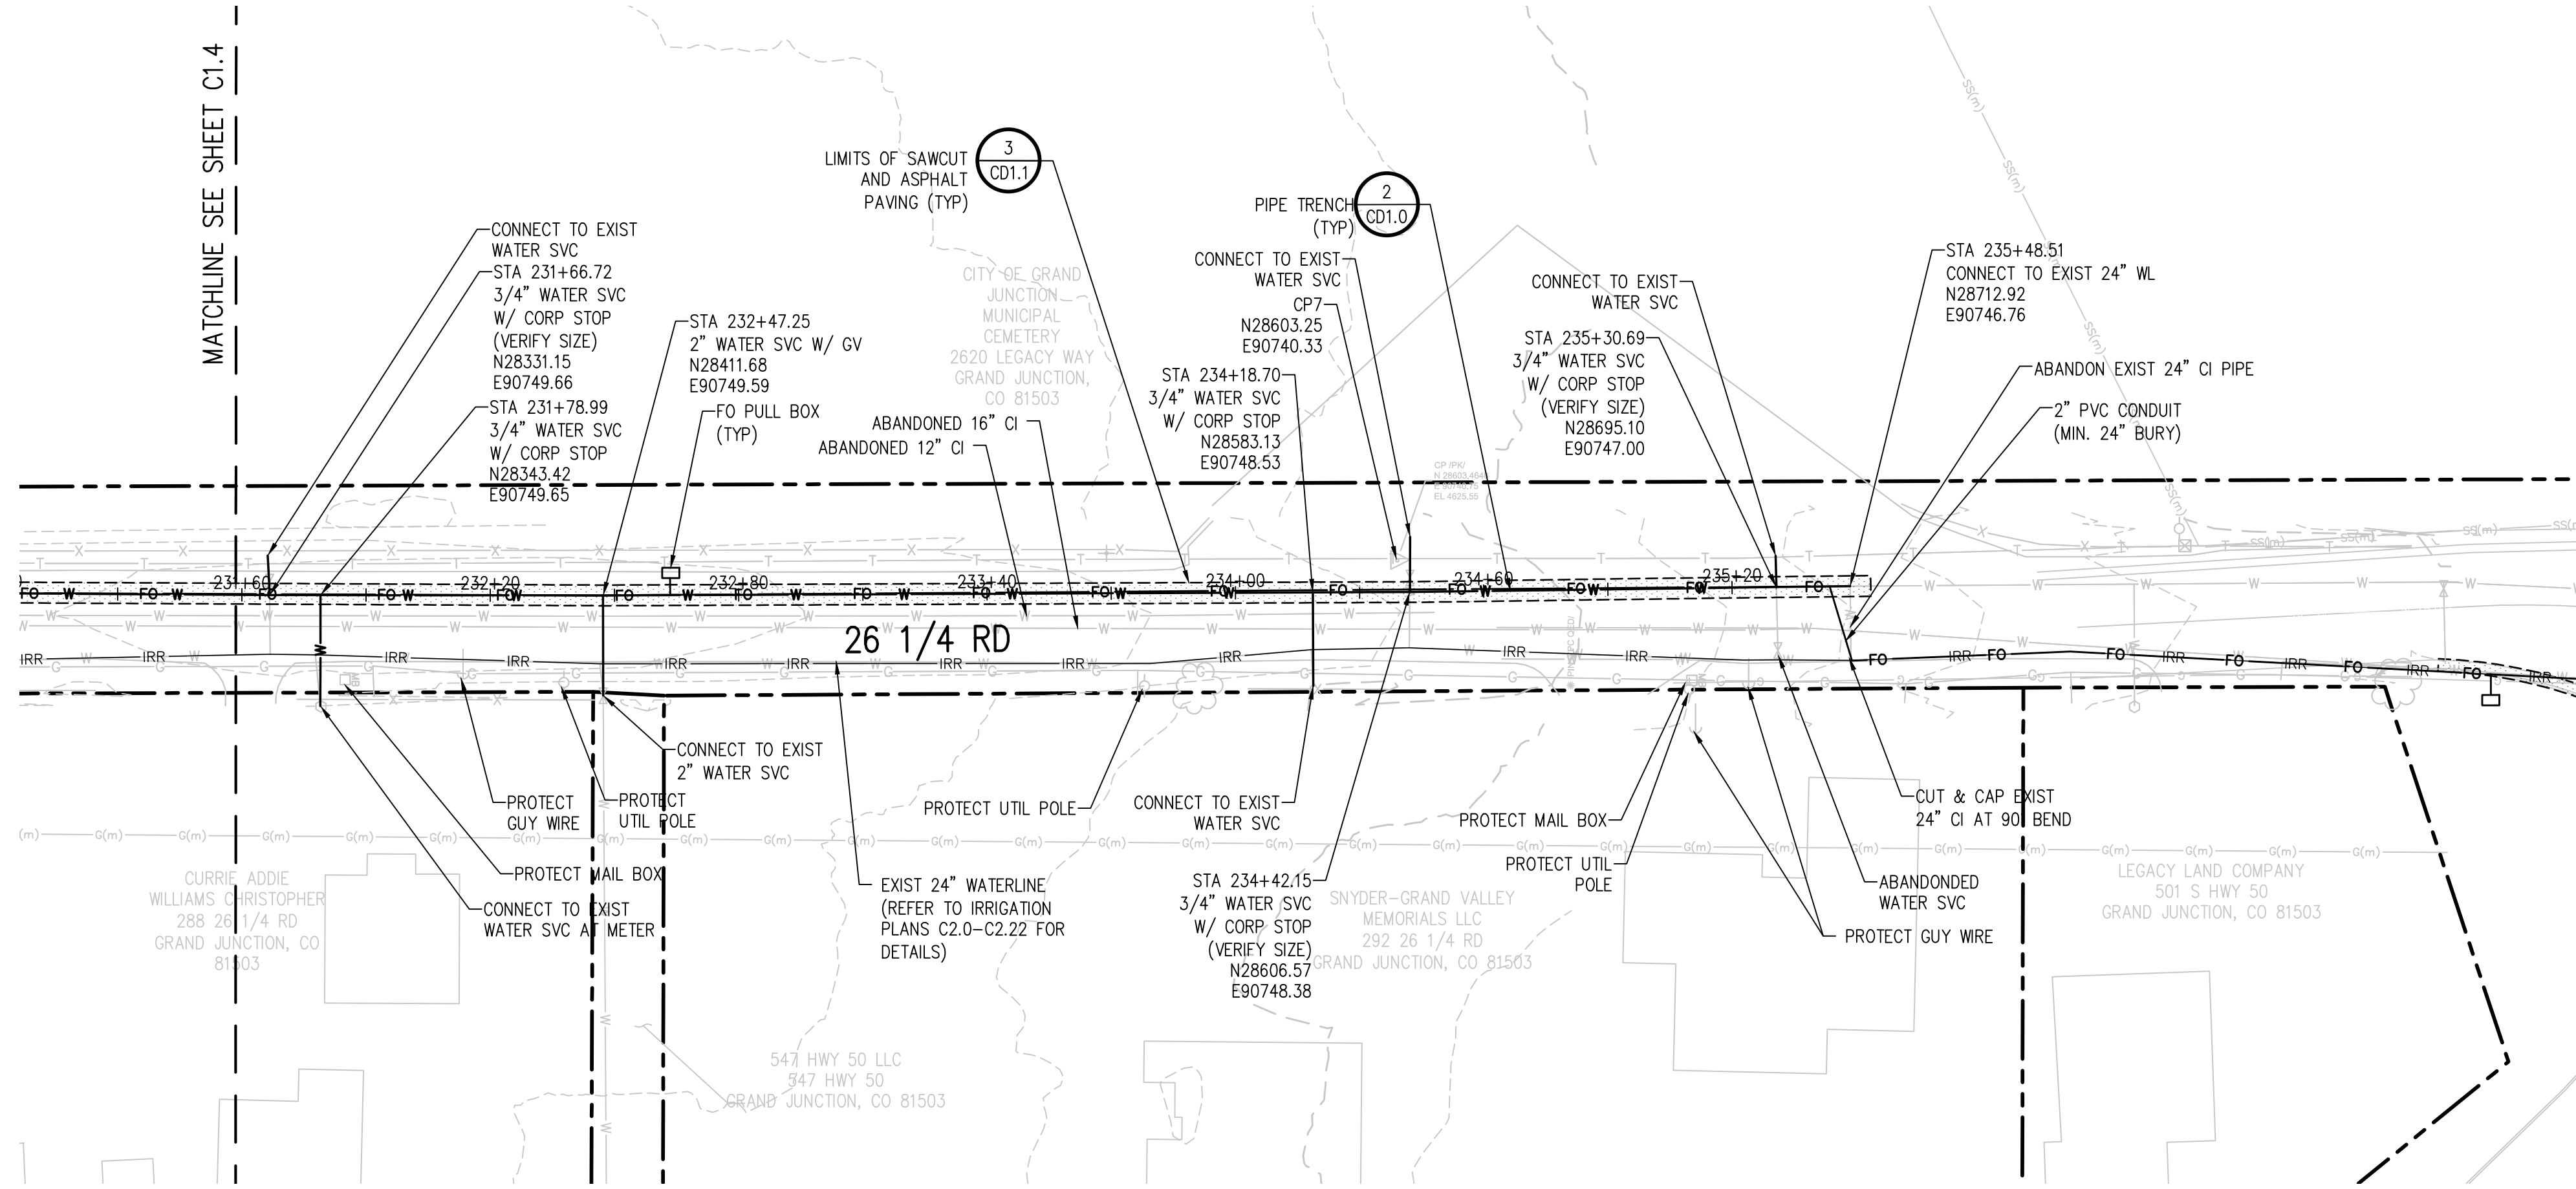 MATCHLINE SEE SHEET C1.4
LIMITS OF SAWCUT
AND ASPHALT
PAVING (TYP)
3
CD1.1
PIPE TRENCH
(TYP)
2
CD1.0
CONNECT TO EXIST
WATER SVC
STA 231+66.72
3/4" WATER SVC
W/ CORP STOP
(VERIFY SIZE)
N28331.15
E90749.66
STA 231+78.99
3/4" WATER SVC
W/ CORP STOP
N28343.42
E90749.65
STA 232+47.25
2" WATER SVC W/ GV
N28411.68
E90749.59
FO PULL BOX
(TYP)
CITY OF GRAND
JUNCTION
MUNICIPAL
CEMETERY
2620 LEGACY WAY
GRAND JUNCTION,
CO 81503
ABANDONED 16" CI
ABANDONED 12" CI
CONNECT TO EXIST
WATER SVC
CP7
N28603.25
E90740.33
STA 234+18.70
3/4" WATER SVC
W/ CORP STOP
N28583.13
E90748.53
CONNECT TO EXIST
WATER SVC
STA 235+30.69
3/4" WATER SVC
W/ CORP STOP
(VERIFY SIZE)
N28695.10
E90747.00
STA 235+48.51
CONNECT TO EXIST 24" WL
N28712.92
E90746.76
ABANDON EXIST 24" CI PIPE
2" PVC CONDUIT
(MIN. 24" BURY)
CP /PK/
EL 4625.55
231+60
232+20
232+80
233+40
234+00
234+60
235+20
26 1/4 RD
CONNECT TO EXIST
2" WATER SVC
PROTECT
GUY WIRE
PROTECT
UTIL POLE
PROTECT MAIL BOX
CONNECT TO EXIST
WATER SVC AT METER
PROTECT UTIL POLE
CONNECT TO EXIST
WATER SVC
EXIST 24" WATERLINE
(REFER TO IRRIGATION
PLANS C2.0-C2.22 FOR
DETAILS)
STA 234+42.15
3/4" WATER SVC
W/ CORP STOP
(VERIFY SIZE)
N28606.57
E90748.38
PROTECT MAIL BOX
PROTECT UTIL
POLE
CUT & CAP EXIST
24" CI AT 90° BEND
ABANDONDED
WATER SVC
PROTECT GUY WIRE
CURRIE ADDIE
WILLIAMS CHRISTOPHER
288 26 1/4 RD
GRAND JUNCTION, CO
81503
547 HWY 50 LLC
547 HWY 50
GRAND JUNCTION, CO 81503
SNYDER-GRAND VALLEY
MEMORIALS LLC
292 26 1/4 RD
GRAND JUNCTION, CO 81503
LEGACY LAND COMPANY
501 S HWY 50
GRAND JUNCTION, CO 81503